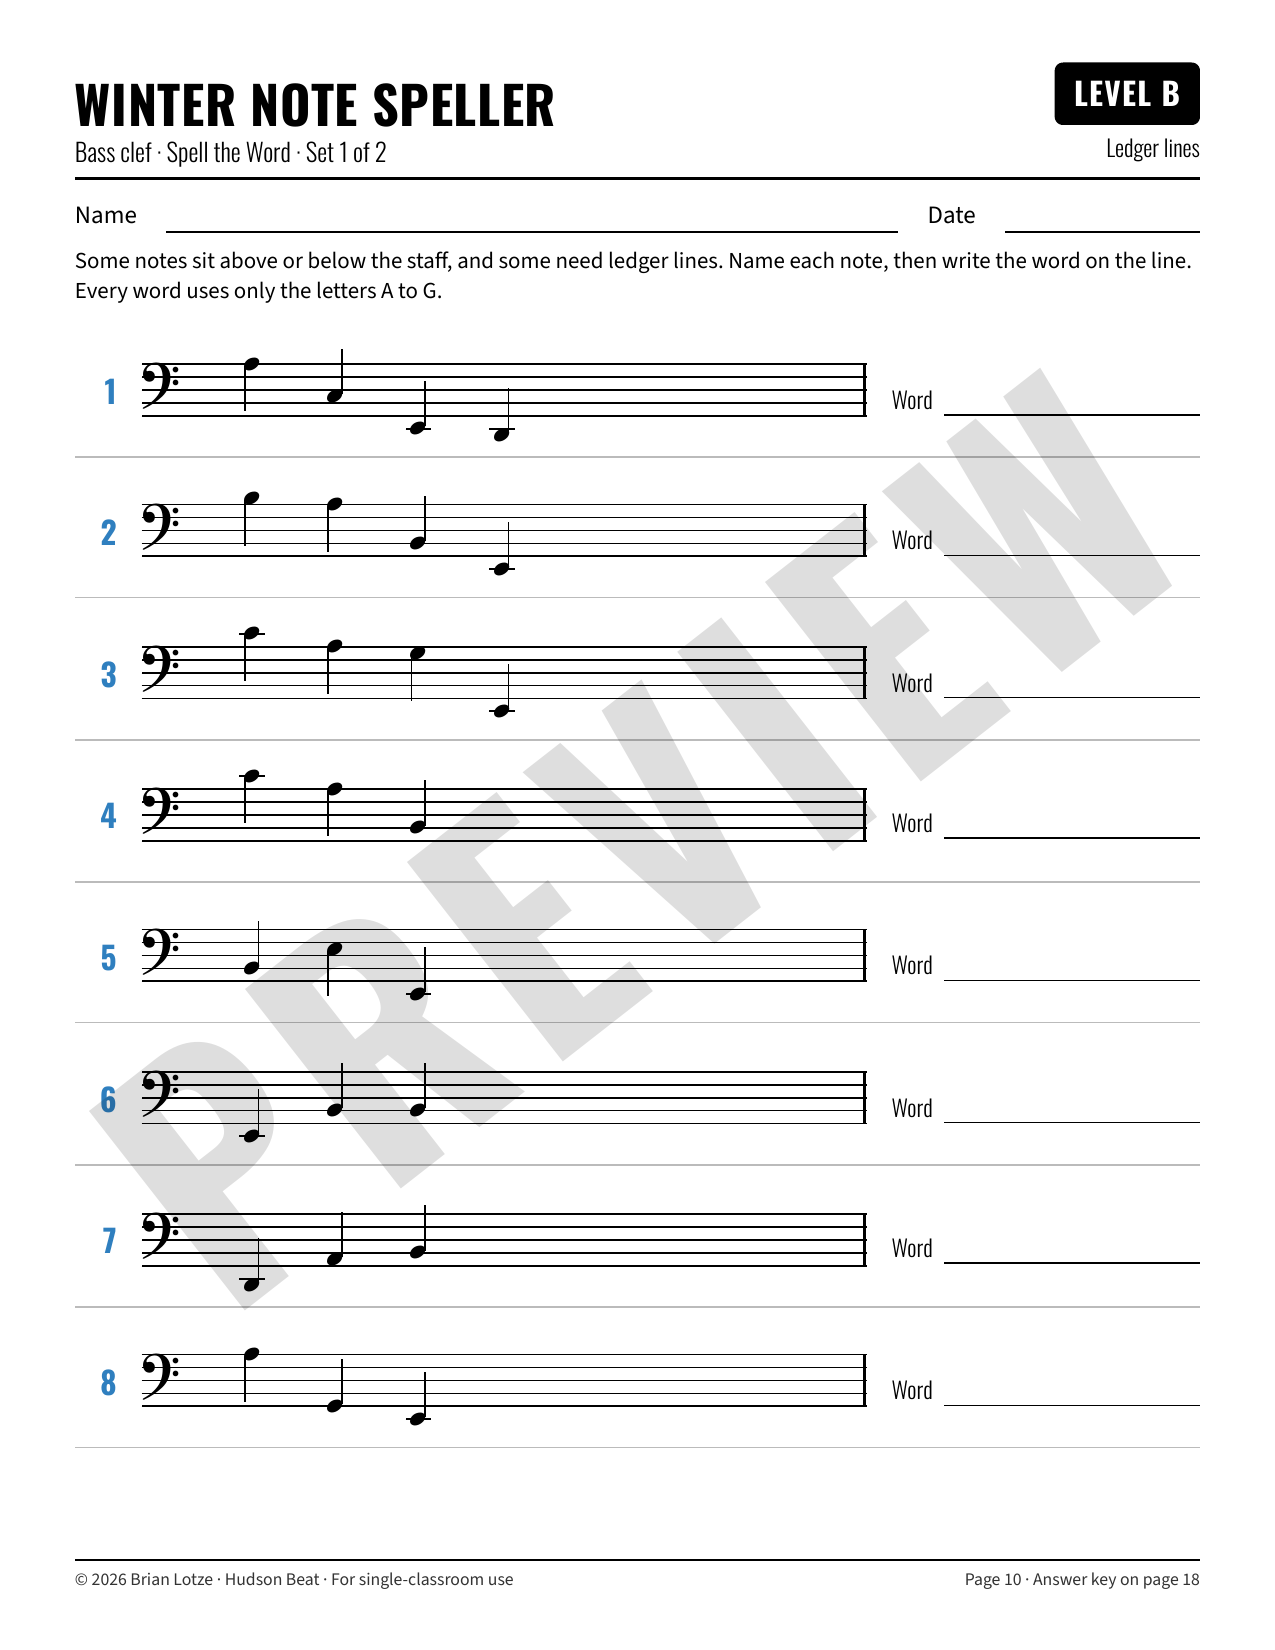 WINTER NOTE SPELLER
LEVEL B
Bass clef · Spell the Word · Set 1 of 2
Ledger lines
Name Date
Some notes sit above or below the staff, and some need ledger lines. Name each note, then write the word on the line.
Every word uses only the letters A to G.
1 Word
2 Word
3 Word
4 Word
5 Word
6 Word
7 Word
8 Word
PREVIEW
© 2026 Brian Lotze · Hudson Beat · For single-classroom use
Page 10 · Answer key on page 18